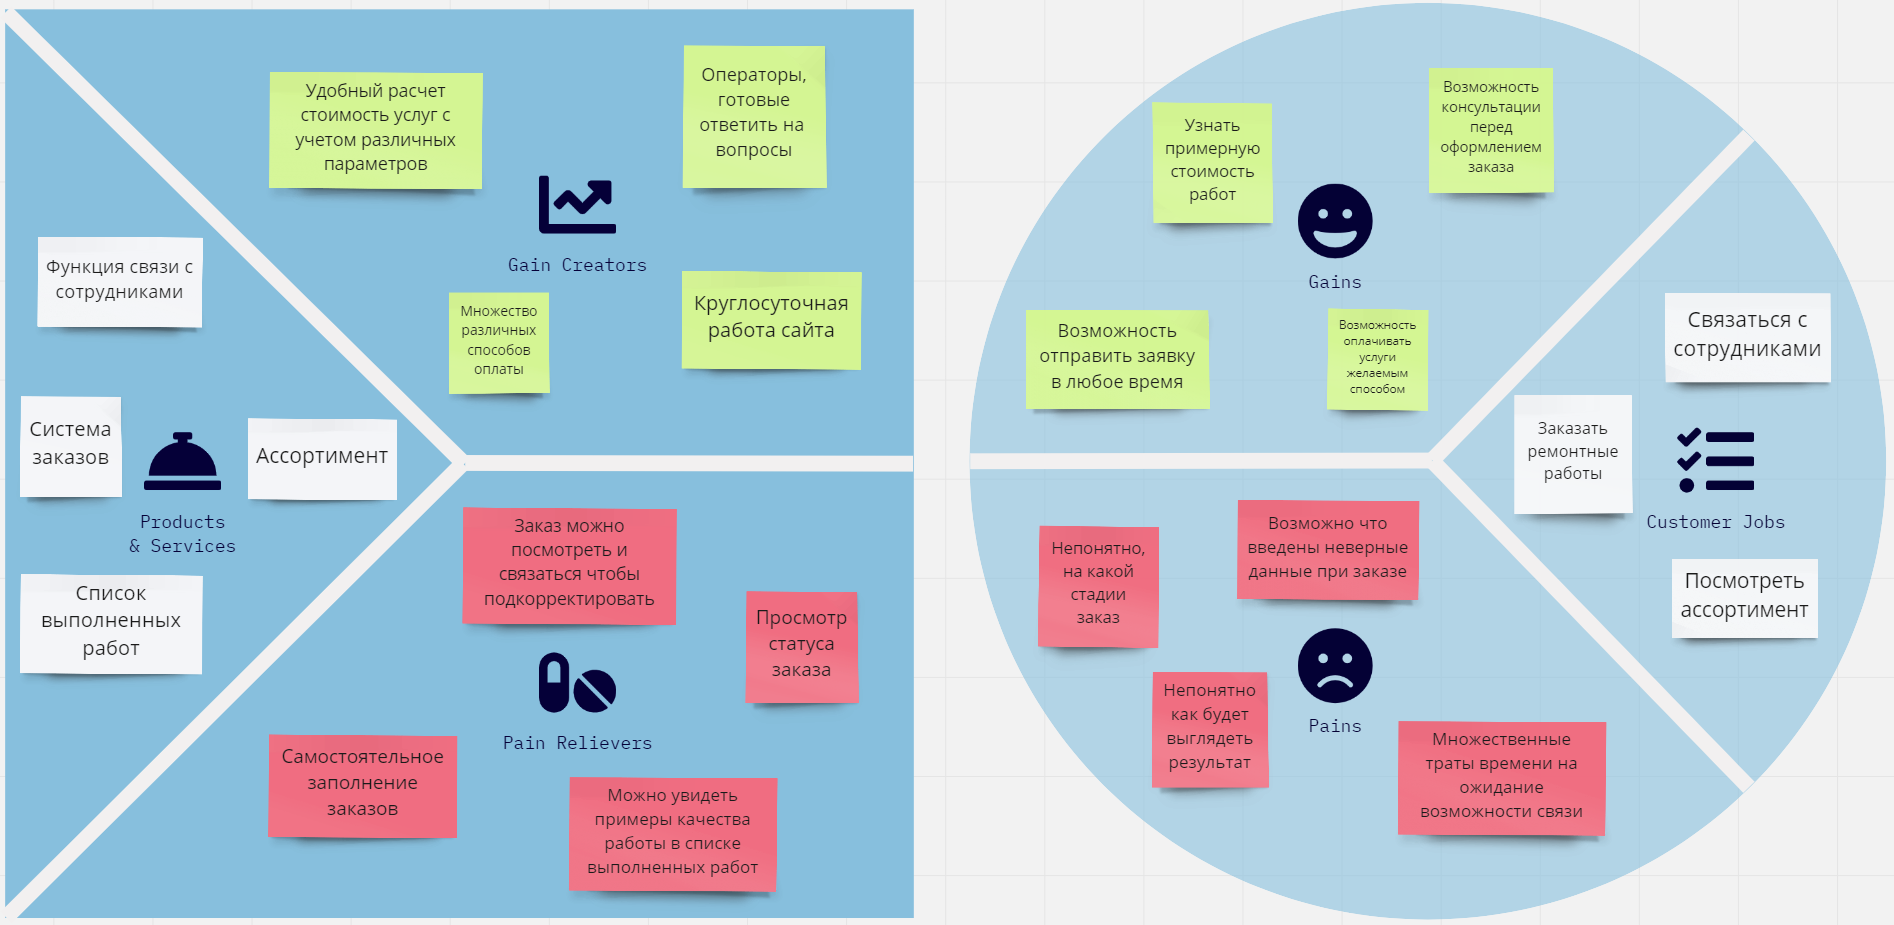 Удобный расчет
стоимость услуг с
учетом различных
параметров
Операторы,
готовые
ответить на
вопросы
Gain Creators
Множество
различных
способов
оплаты
Круглосуточная
работа сайта
Функция связи с
сотрудниками
Система
заказов
Ассортимент
Products
& Services
Список
выполненных
работ
Заказ можно
посмотреть и
связаться чтобы
подкорректировать
Просмотр
статуса
заказа
Pain Relievers
Самостоятельное
заполнение
заказов
Можно увидеть
примеры качества
работы в списке
выполненных работ
Узнать
примерную
стоимость
работ
Возможность
консультации
перед
оформлением
заказа
Gains
Возможность
отправить заявку
в любое время
Возможность
оплачивать
услуги
желаемым
способом
Связаться с
сотрудниками
Заказать
ремонтные
работы
Customer Jobs
Посмотреть
ассортимент
Непонятно,
на какой
стадии
заказ
Возможно что
введены неверные
данные при заказе
Непонятно
как будет
выглядеть
результат
Pains
Множественные
траты времени на
ожидание
возможности связи